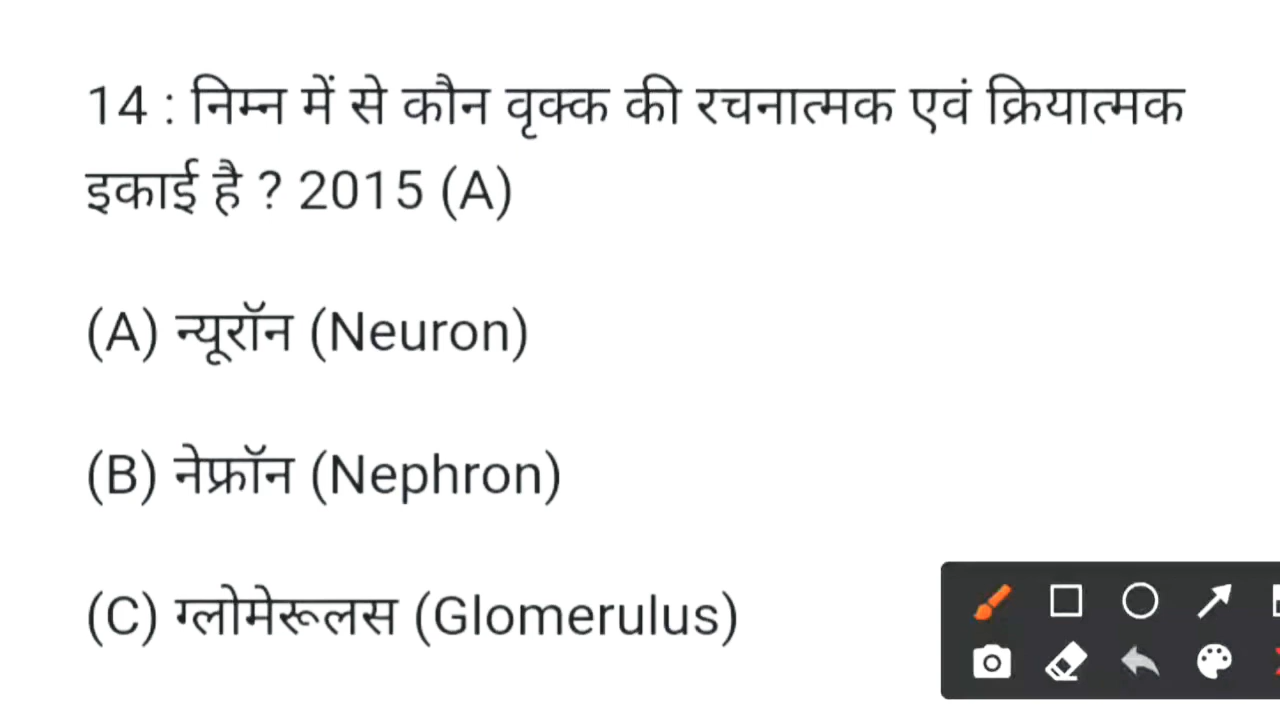 14 : निम्न में से कौन वृक्क की रचनात्मक एवं क्रियात्मक
इकाई है ? 2015 (A)
(A) न्यूरॉन (Neuron)
(B) नेफ्रॉन (Nephron)
(C) ग्लोमेरूलस (Glomerulus)